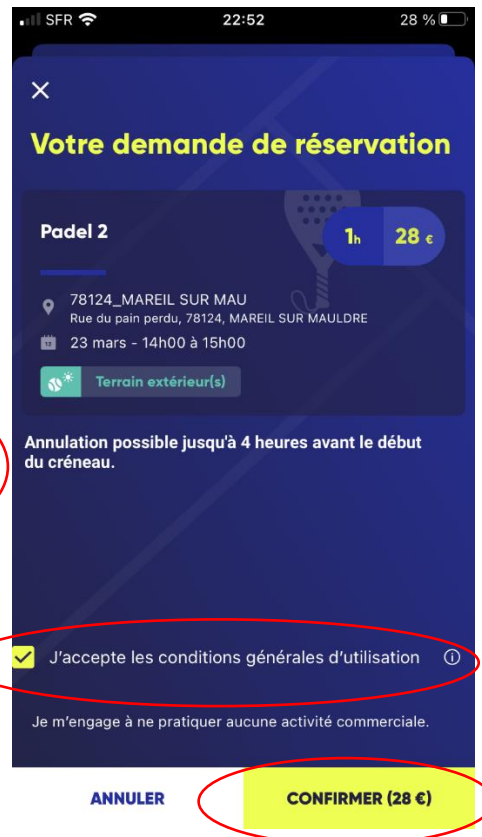 SFR 22:52 28 %
Votre demande de réservation
Padel 2
1h 28 €
78124_MAREIL SUR MAU
Rue du pain perdu, 78124, MAREIL SUR MAULDRE
23 mars - 14h00 à 15h00
Terrain extérieur(s)
Annulation possible jusqu'à 4 heures avant le début
du créneau.
J'accepte les conditions générales d'utilisation
Je m'engage à ne pratiquer aucune activité commerciale.
ANNULER CONFIRMER (28 €)